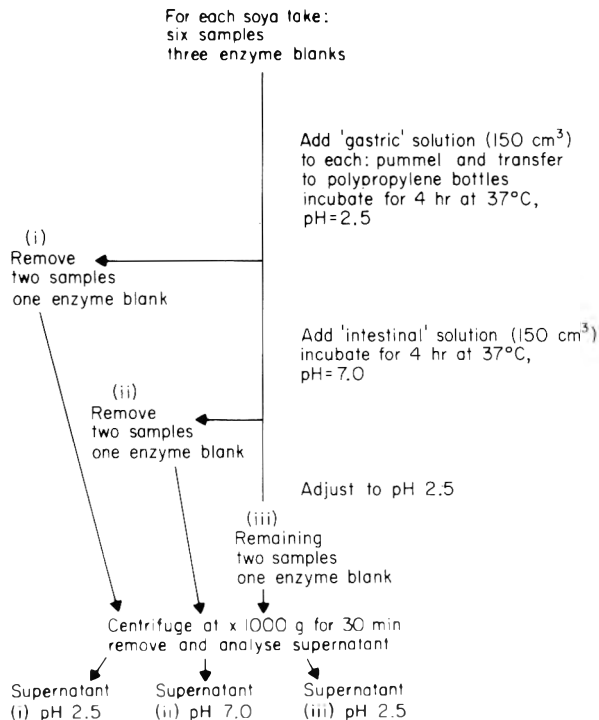 For each soya take:
six samples
three enzyme blanks
Add 'gastric' solution (150 cm³)
to each: pummel and transfer
to polypropylene bottles
incubate for 4 hr at 37°C,
pH=2.5
(i)
Remove
two samples
one enzyme blank
Add 'intestinal' solution (150 cm³)
incubate for 4 hr at 37°C,
pH=7.0
(ii)
Remove
two samples
one enzyme blank
Adjust to pH 2.5
(iii)
Remaining
two samples
one enzyme blank
Centrifuge at x 1000 g for 30 min
remove and analyse supernatant
Supernatant
(i) pH 2.5
Supernatant
(ii) pH 7.0
Supernatant
(iii) pH 2.5